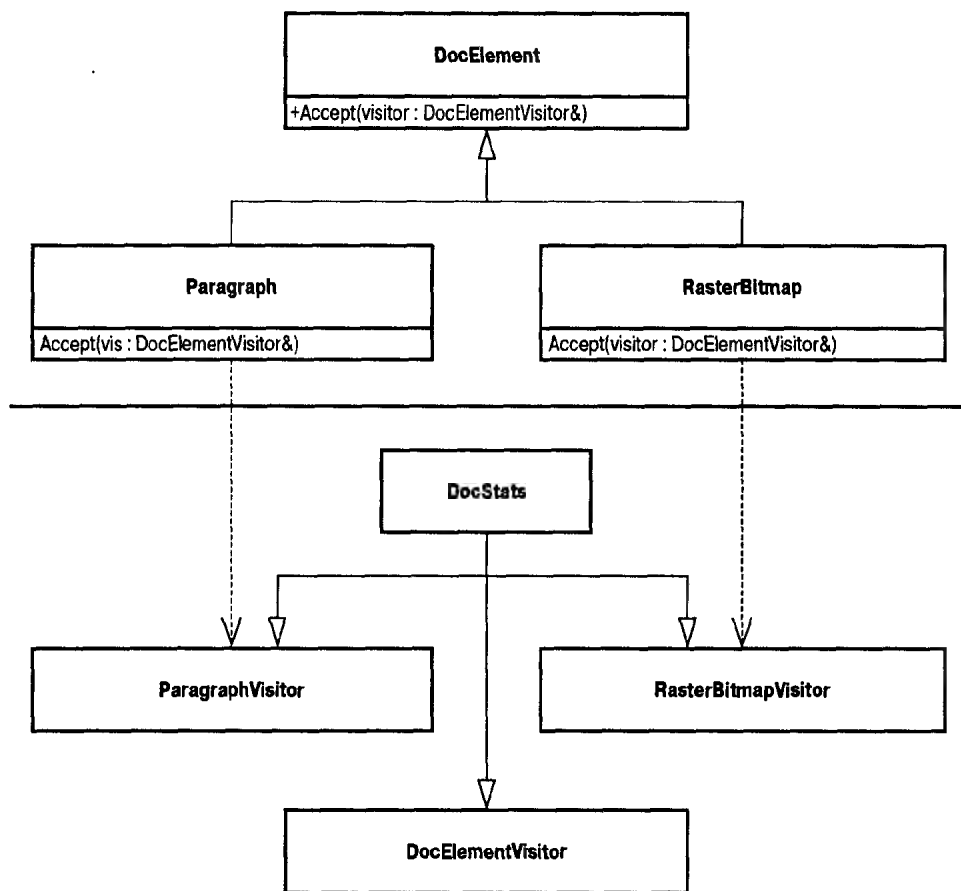 DocElement
+Accept(visitor : DocElementVisitor&)
Paragraph
Accept(vis : DocElementVisitor&)
RasterBitmap
Accept(visitor : DocElementVisitor&)
DocStats
ParagraphVisitor
RasterBitmapVisitor
DocElementVisitor